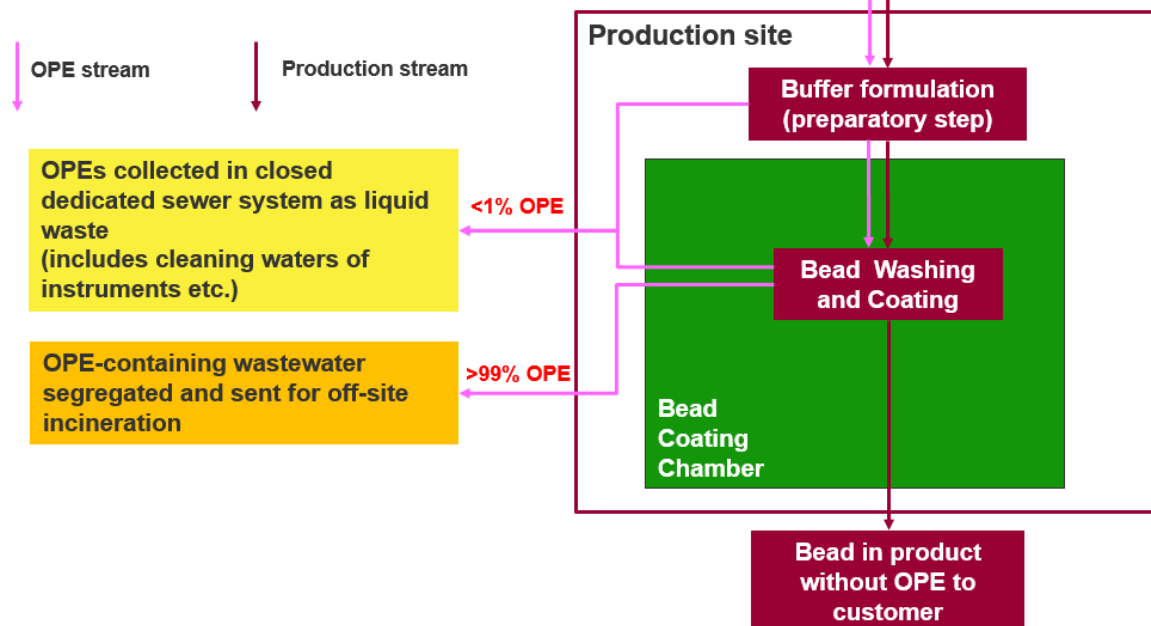 Production site
OPE stream
Production stream
Buffer formulation
(preparatory step)
OPEs collected in closed
dedicated sewer system as liquid
waste
(includes cleaning waters of
instruments etc.)
<1% OPE
Bead  Washing
and Coating
OPE-containing wastewater
segregated and sent for off-site
incineration
>99% OPE
Bead
Coating
Chamber
Bead in product
without OPE to
customer